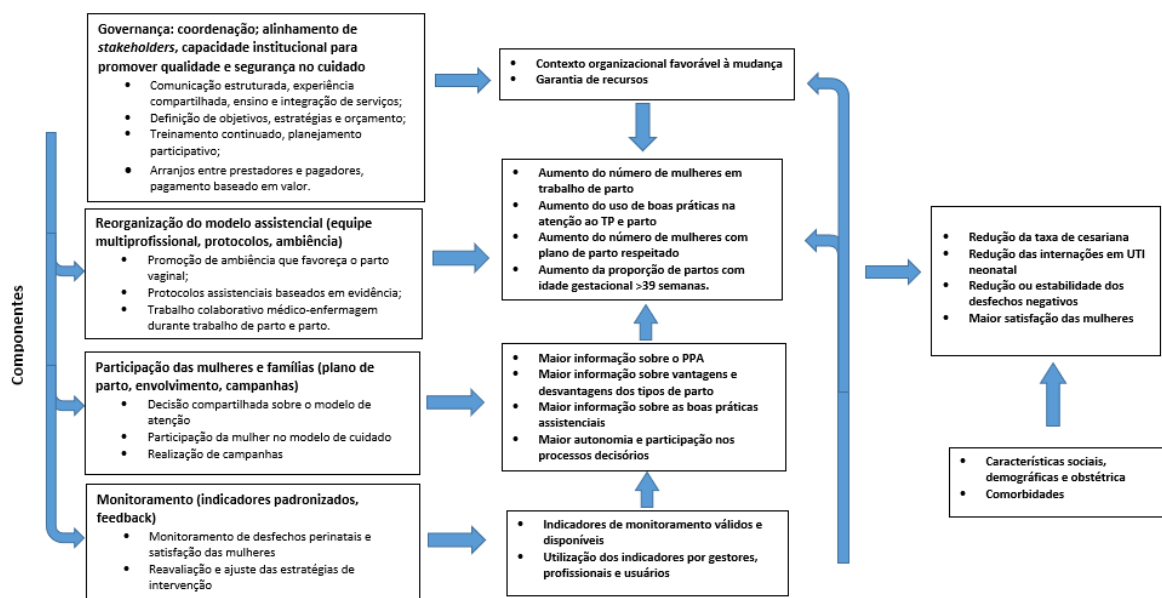 Componentes
Governança: coordenação; alinhamento de
stakeholders, capacidade institucional para
promover qualidade e segurança no cuidado
• Comunicação estruturada, experiência
compartilhada, ensino e integração de serviços;
• Definição de objetivos, estratégias e orçamento;
• Treinamento continuado, planejamento
participativo;
• Arranjos entre prestadores e pagadores,
pagamento baseado em valor.
Reorganização do modelo assistencial (equipe
multiprofissional, protocolos, ambiência)
• Promoção de ambiência que favoreça o parto
vaginal;
• Protocolos assistenciais baseados em evidência;
• Trabalho colaborativo médico-enfermagem
durante trabalho de parto e parto.
Participação das mulheres e famílias (plano de
parto, envolvimento, campanhas)
• Decisão compartilhada sobre o modelo de
atenção
• Participação da mulher no modelo de cuidado
• Realização de campanhas
Monitoramento (indicadores padronizados,
feedback)
• Monitoramento de desfechos perinatais e
satisfação das mulheres
• Reavaliação e ajuste das estratégias de
intervenção
• Contexto organizacional favorável à mudança
• Garantia de recursos
• Aumento do número de mulheres em
trabalho de parto
• Aumento do uso de boas práticas na
atenção ao TP e parto
• Aumento do número de mulheres com
plano de parto respeitado
• Aumento da proporção de partos com
idade gestacional >39 semanas.
• Maior informação sobre o PPA
• Maior informação sobre vantagens e
desvantagens dos tipos de parto
• Maior informação sobre as boas práticas
assistenciais
• Maior autonomia e participação nos
processos decisórios
• Indicadores de monitoramento válidos e
disponíveis
• Utilização dos indicadores por gestores,
profissionais e usuários
• Redução da taxa de cesariana
• Redução das internações em UTI
neonatal
• Redução ou estabilidade dos
desfechos negativos
• Maior satisfação das mulheres
• Características sociais,
demográficas e obstétrica
• Comorbidades